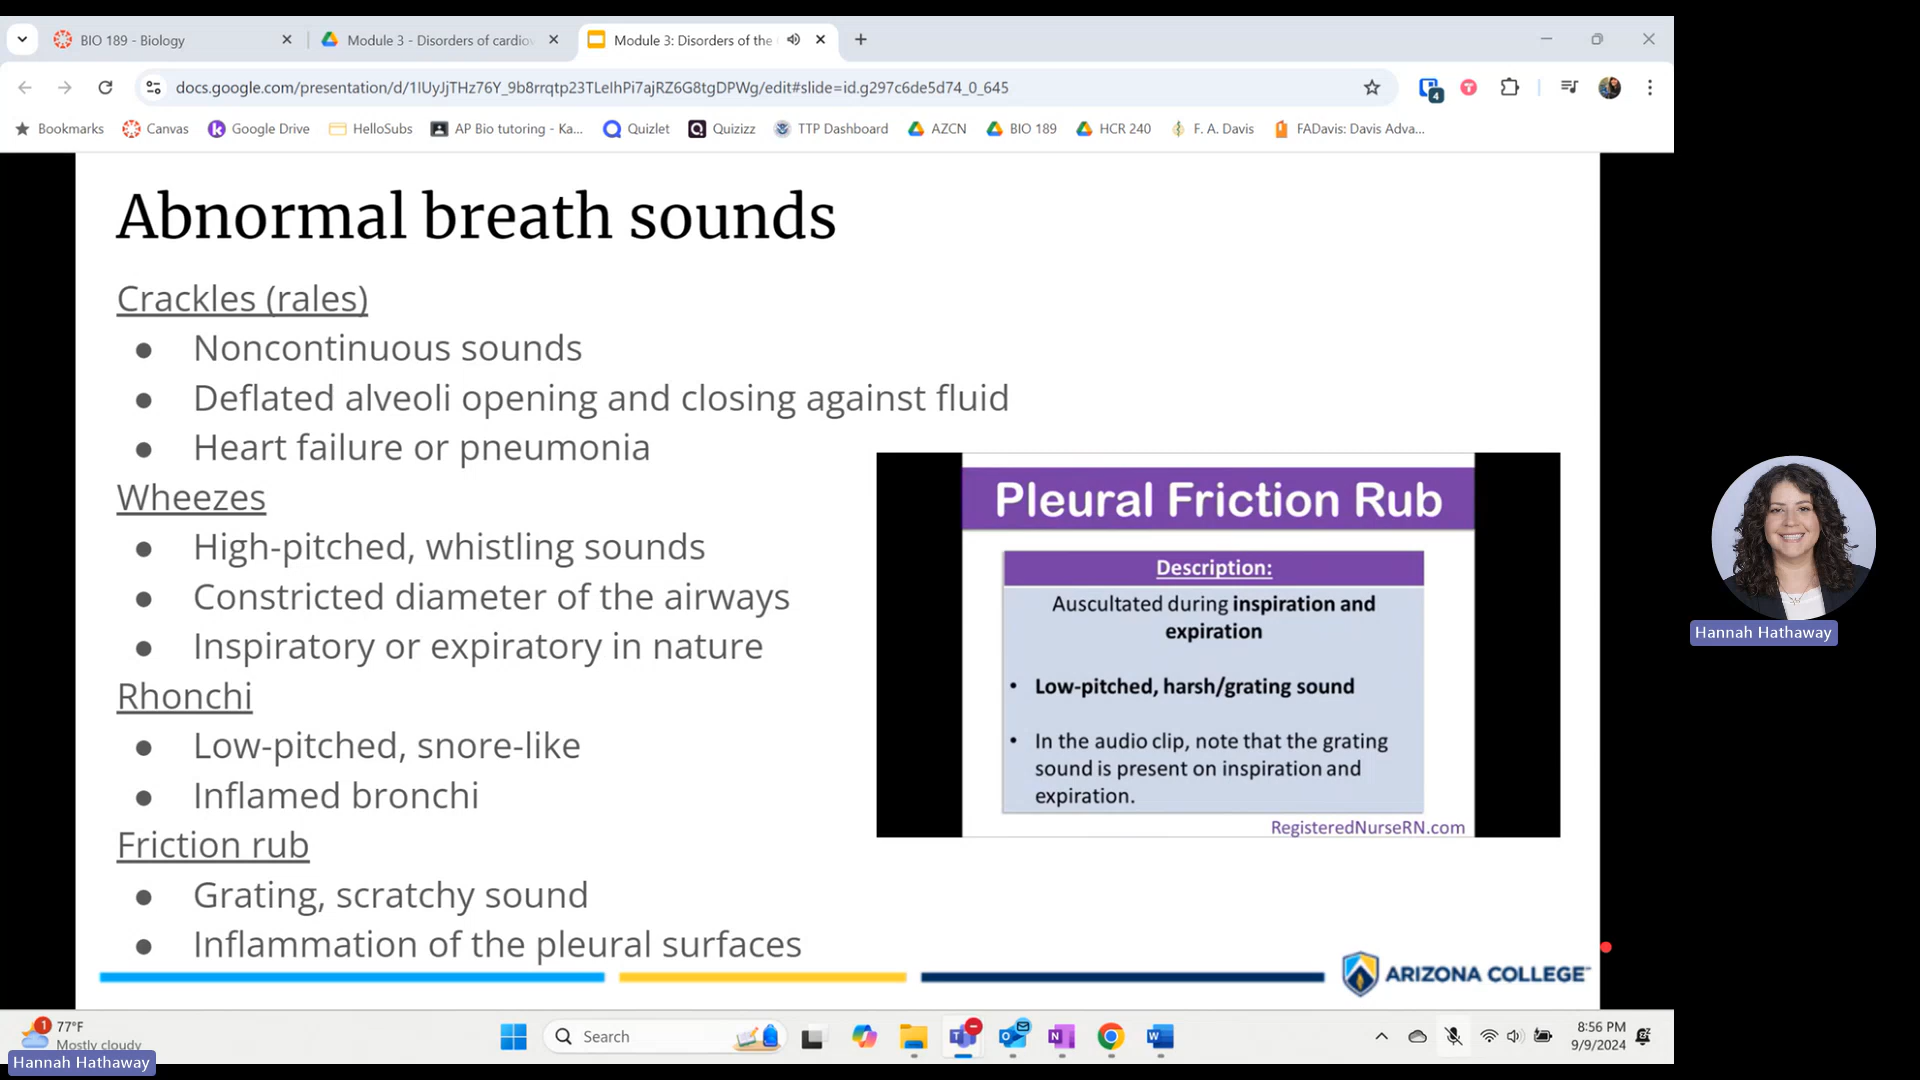 BIO 189 - Biology
Module 3 - Disorders of cardiov
Module 3: Disorders of the
docs.google.com/presentation/d/1IUyJjTHz76Y_9b8rrqtp23TLeIhPi7ajRZ6G8tgDPWg/edit#slide=id.g297c6de5d74_0_645
4
Bookmarks
Canvas
Google Drive
HelloSubs
AP Bio tutoring - Ka...
Quizlet
Quizizz
TTP Dashboard
AZCN
BIO 189
HCR 240
F. A. Davis
FADavis: Davis Adva...
Abnormal breath sounds
Crackles (rales)
● Noncontinuous sounds
● Deflated alveoli opening and closing against fluid
● Heart failure or pneumonia
Wheezes
● High-pitched, whistling sounds
● Constricted diameter of the airways
● Inspiratory or expiratory in nature
Rhonchi
● Low-pitched, snore-like
● Inflamed bronchi
Friction rub
● Grating, scratchy sound
● Inflammation of the pleural surfaces
Pleural Friction Rub
Description:
Auscultated during inspiration and
expiration
• Low-pitched, harsh/grating sound
• In the audio clip, note that the grating
sound is present on inspiration and
expiration.
RegisteredNurseRN.com
ARIZONA COLLEGE
Hannah Hathaway
1
77°F
Mostly cloudy
Hannah Hathaway
Search
8:56 PM
9/9/2024